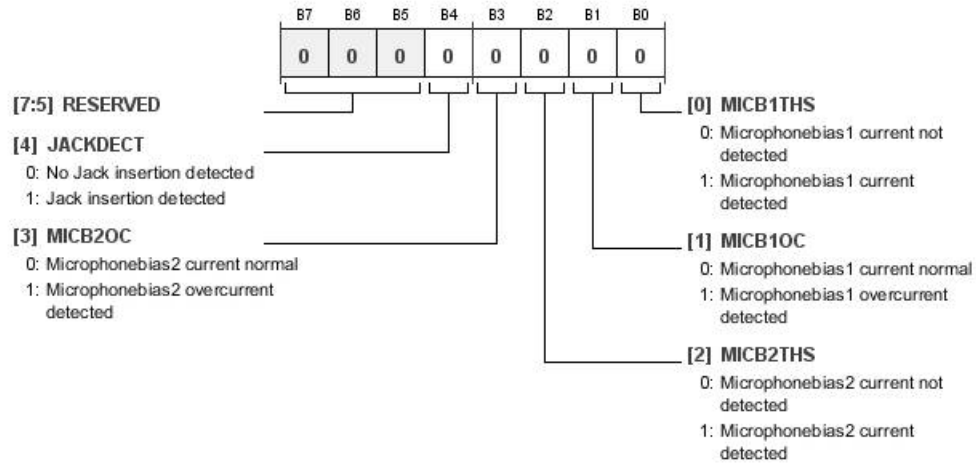 B7 B6 B5 B4 B3 B2 B1 B0
0 0 0 0 0 0 0 0
[7:5] RESERVED
[4] JACKDECT
0: No Jack insertion detected
1: Jack insertion detected
[3] MICB2OC
0: Microphonebias2 current normal
1: Microphonebias2 overcurrent
detected
[0] MICB1THS
0: Microphonebias1 current not
detected
1: Microphonebias1 current
detected
[1] MICB1OC
0: Microphonebias1 current normal
1: Microphonebias1 overcurrent
detected
[2] MICB2THS
0: Microphonebias2 current not
detected
1: Microphonebias2 current
detected